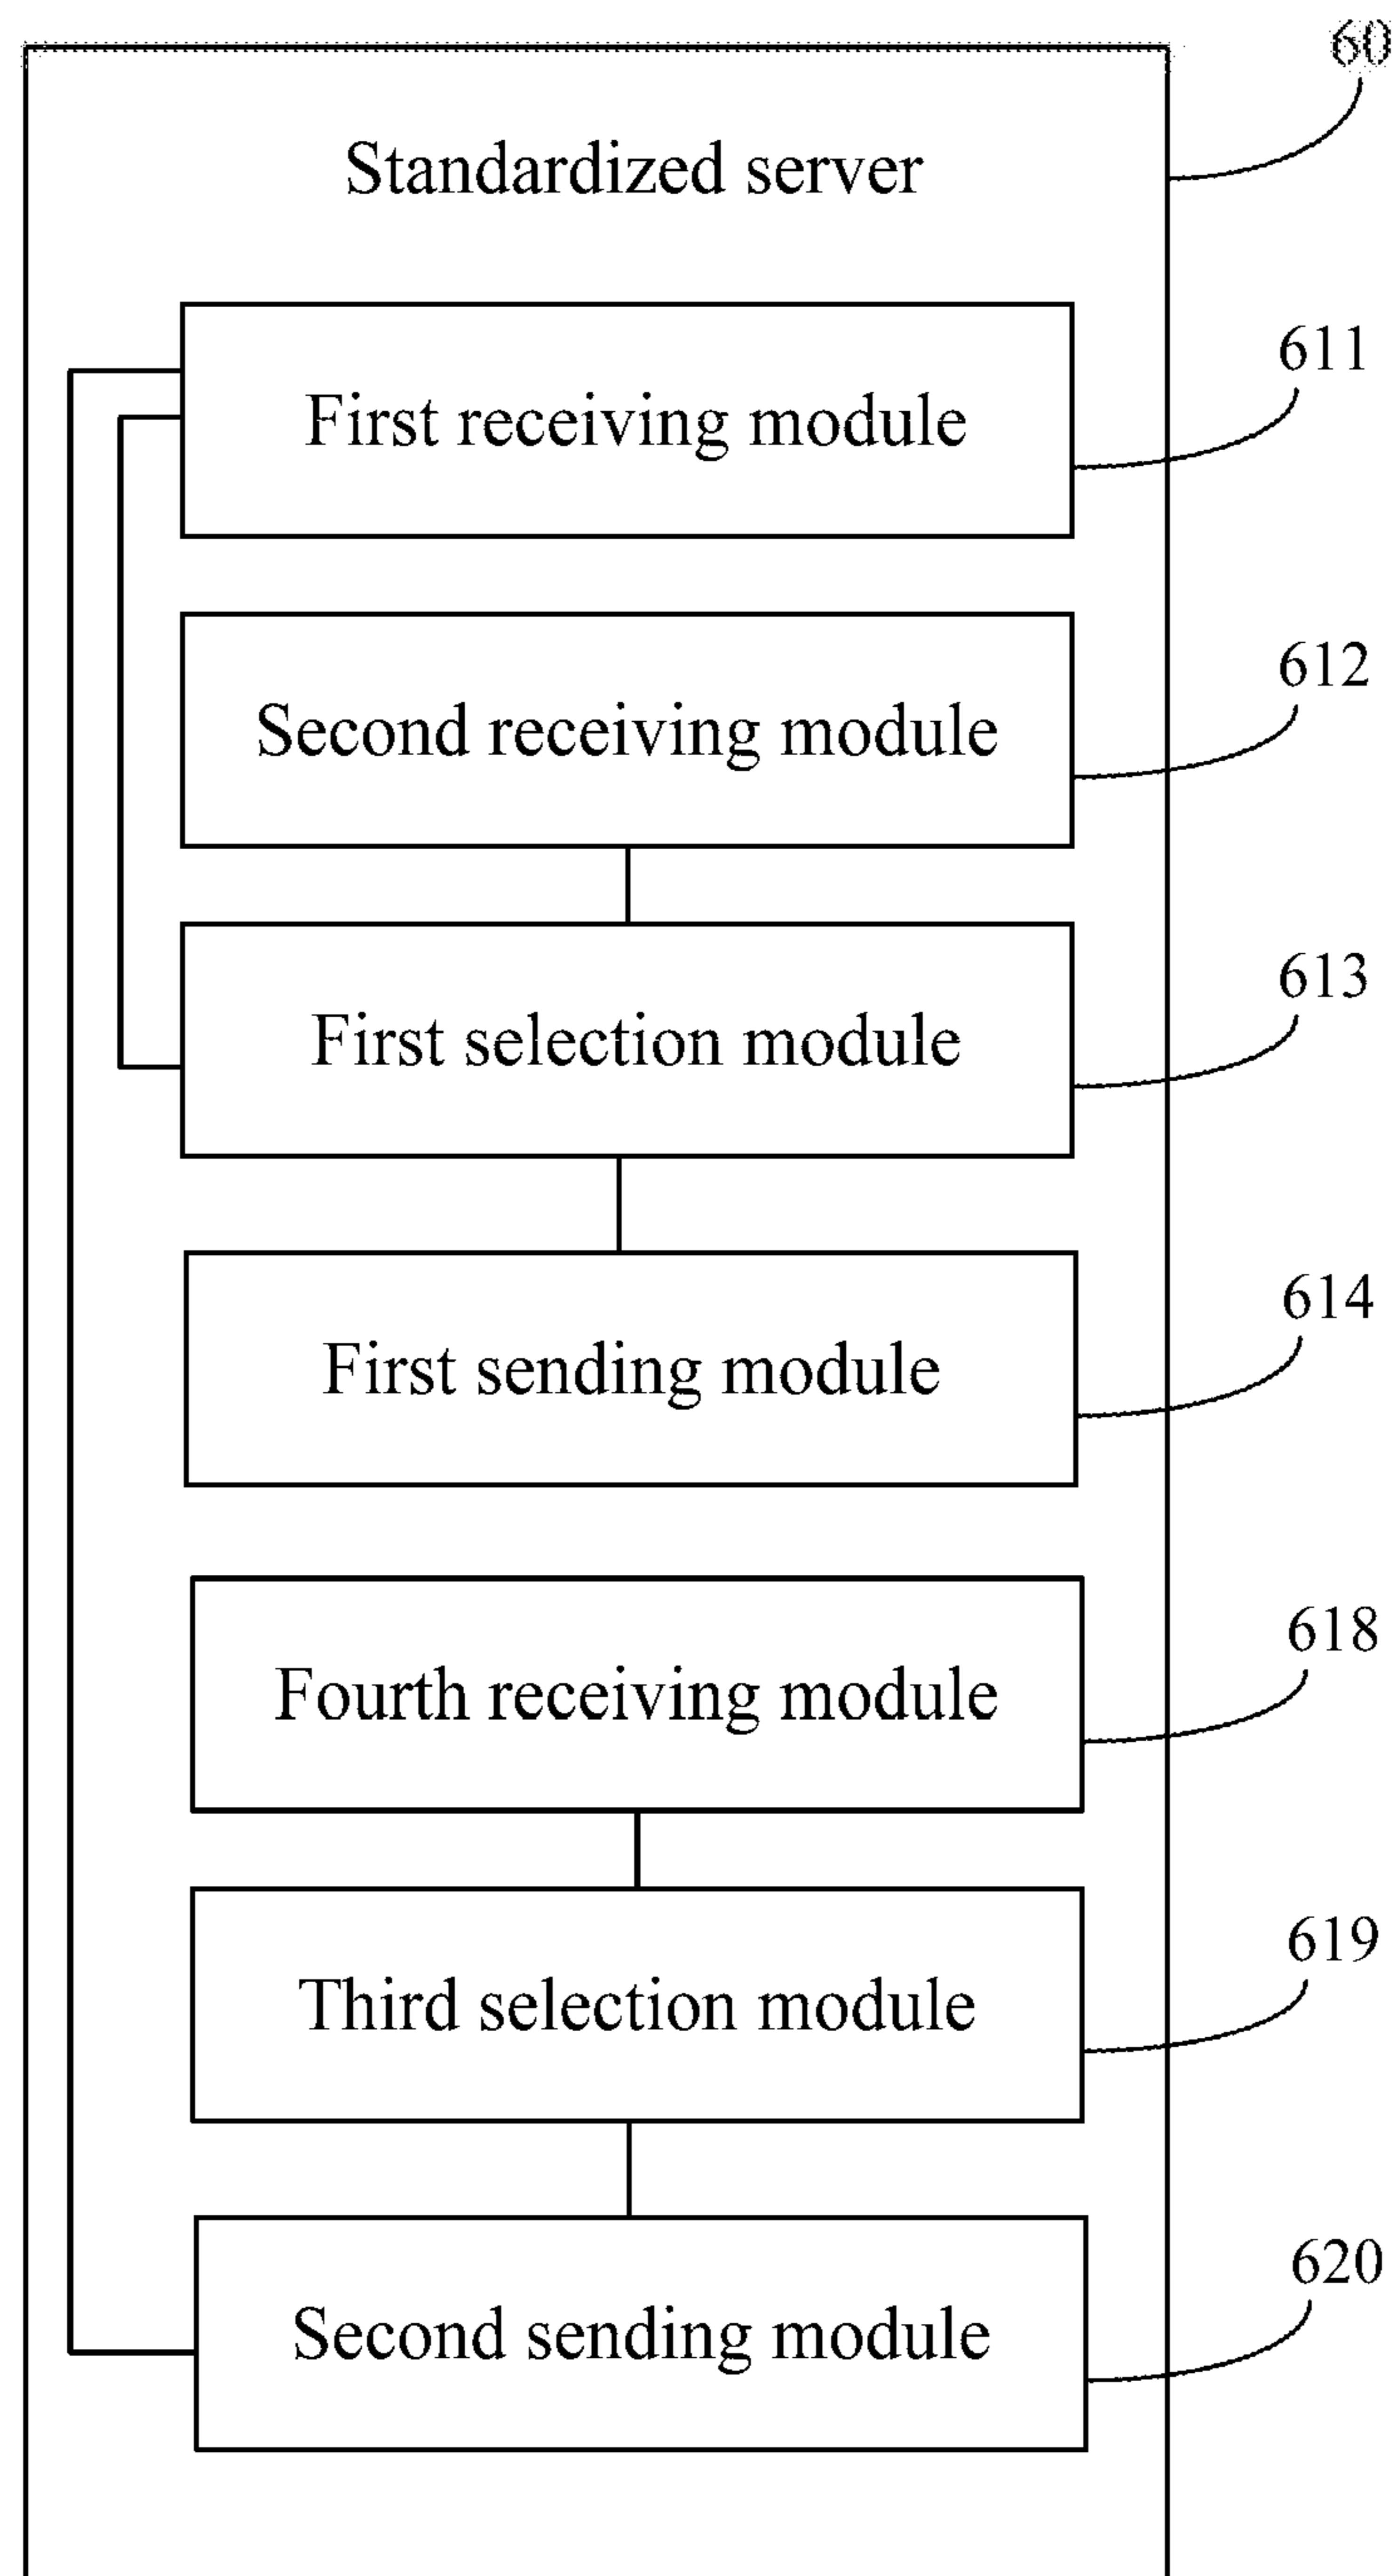 60
Standardized server
611
First receiving module
612
Second receiving module
613
First selection module
614
First sending module
618
Fourth receiving module
619
Third selection module
620
Second sending module